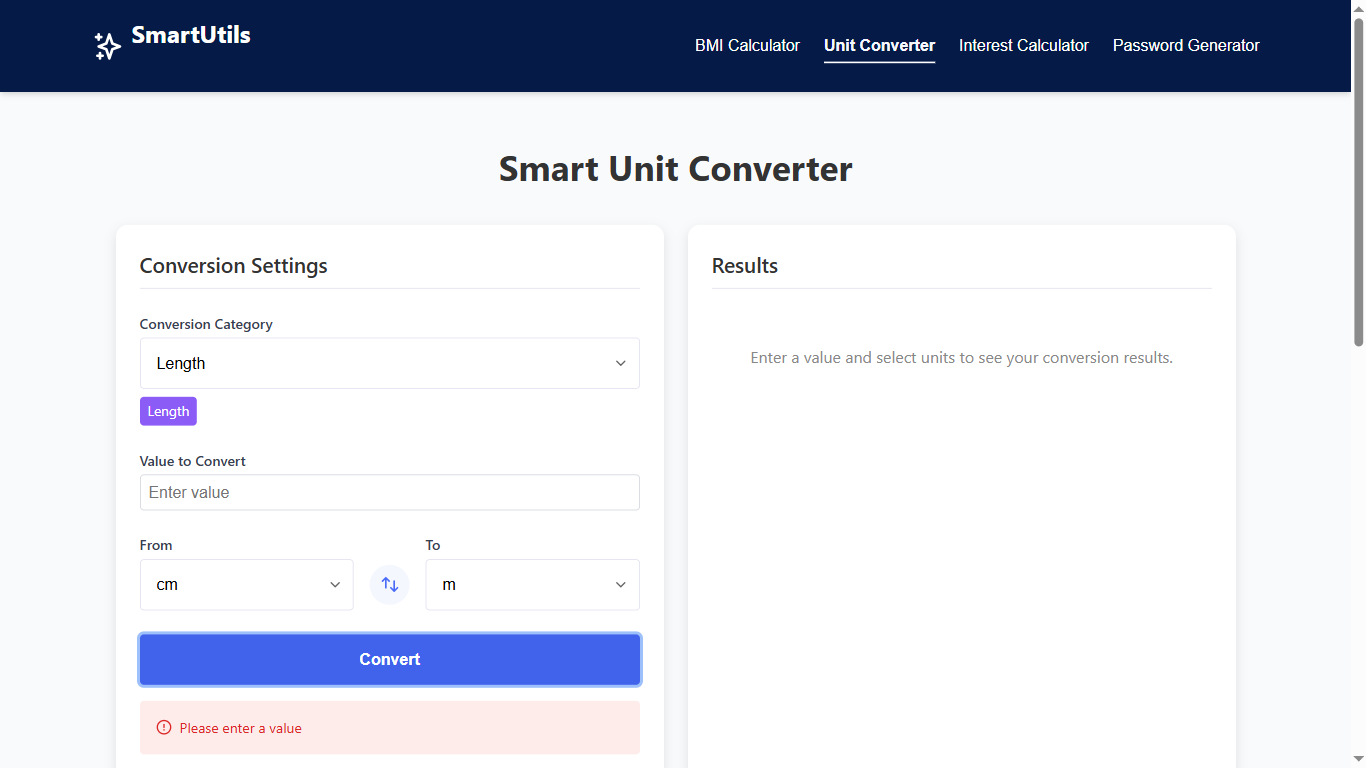 SmartUtils
BMI Calculator
Unit Converter
Interest Calculator
Password Generator
Smart Unit Converter
Conversion Settings
Conversion Category
Length
Length
Value to Convert
Enter value
From
To
cm
m
Convert
Please enter a value
Results
Enter a value and select units to see your conversion results.